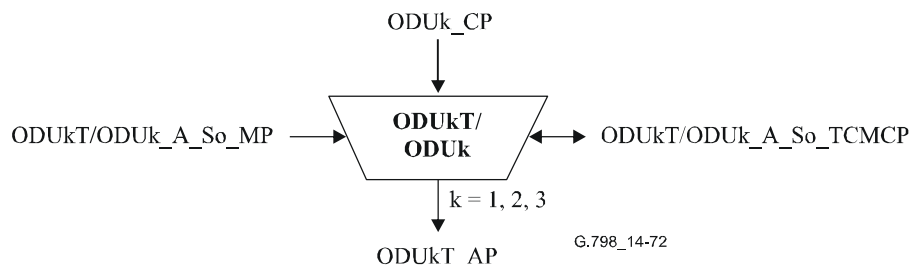 ODUk_CP
ODUkT/ODUk_A_So_MP
ODUkT/
ODUk
ODUkT/ODUk_A_So_TCMCP
k = 1, 2, 3
ODUkT_AP
G.798_14-72